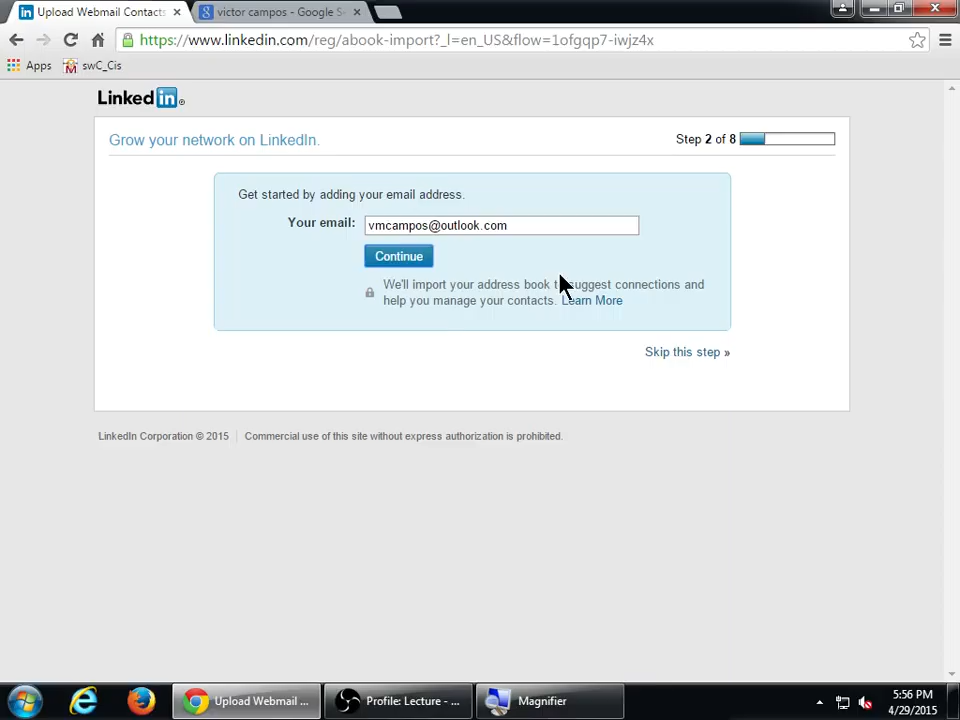 Upload Webmail Contacts
victor campos - Google S
https://www.linkedin.com/reg/abook-import?_l=en_US&flow=1ofgqp7-iwjz4x
Apps
swC_Cis
Linked in
Grow your network on LinkedIn.
Step 2 of 8
Get started by adding your email address.
Your email:
vmcampos@outlook.com
Continue
We'll import your address book to suggest connections and
help you manage your contacts. Learn More
Skip this step »
LinkedIn Corporation © 2015
Commercial use of this site without express authorization is prohibited.
Upload Webmail ...
Profile: Lecture - ...
Magnifier
5:56 PM
4/29/2015